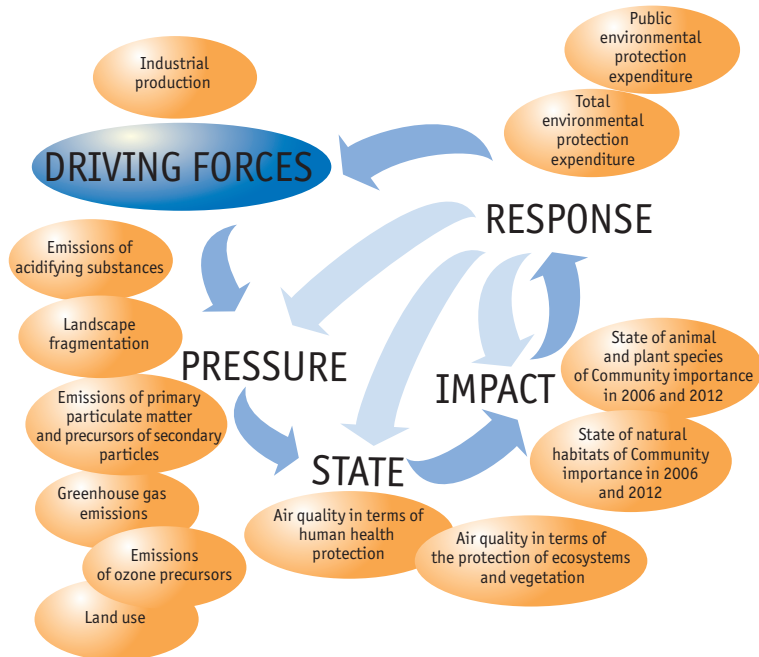 Public
environmental
protection
expenditure
Industrial
production
Total
environmental
protection
expenditure
DRIVING FORCES
RESPONSE
Emissions of
acidifying substances
Landscape
fragmentation
PRESSURE
IMPACT
State of animal
and plant species
of Community importance
in 2006 and 2012
Emissions of primary
particulate matter
and precursors of secondary
particles
State of natural
habitats of Community
importance in 2006
and 2012
STATE
Greenhouse gas
emissions
Air quality in terms of
human health
protection
Air quality in terms of
the protection of ecosystems
and vegetation
Emissions
of ozone precursors
Land use